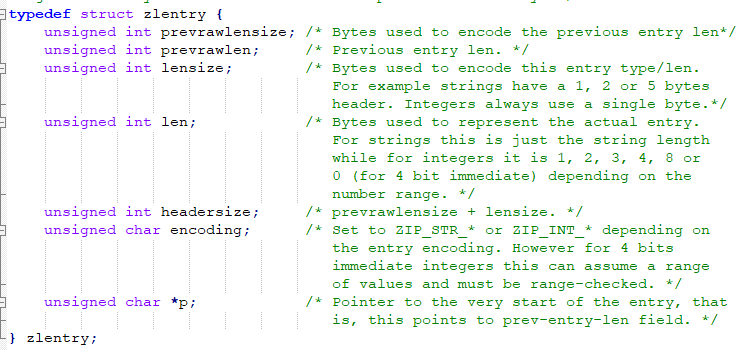 typedef struct zlentry {
    unsigned int prevrawlensize; /* Bytes used to encode the previous entry len*/
    unsigned int prevrawlen;     /* Previous entry len. */
    unsigned int lensize;        /* Bytes used to encode this entry type/len.
                                    For example strings have a 1, 2 or 5 bytes
                                    header. Integers always use a single byte.*/
    unsigned int len;            /* Bytes used to represent the actual entry.
                                    For strings this is just the string length
                                    while for integers it is 1, 2, 3, 4, 8 or
                                    0 (for 4 bit immediate) depending on the
                                    number range. */
    unsigned int headersize;     /* prevrawlensize + lensize. */
    unsigned char encoding;      /* Set to ZIP_STR_* or ZIP_INT_* depending on
                                    the entry encoding. However for 4 bits
                                    immediate integers this can assume a range
                                    of values and must be range-checked. */
    unsigned char *p;            /* Pointer to the very start of the entry, that
                                    is, this points to prev-entry-len field. */
} zlentry;